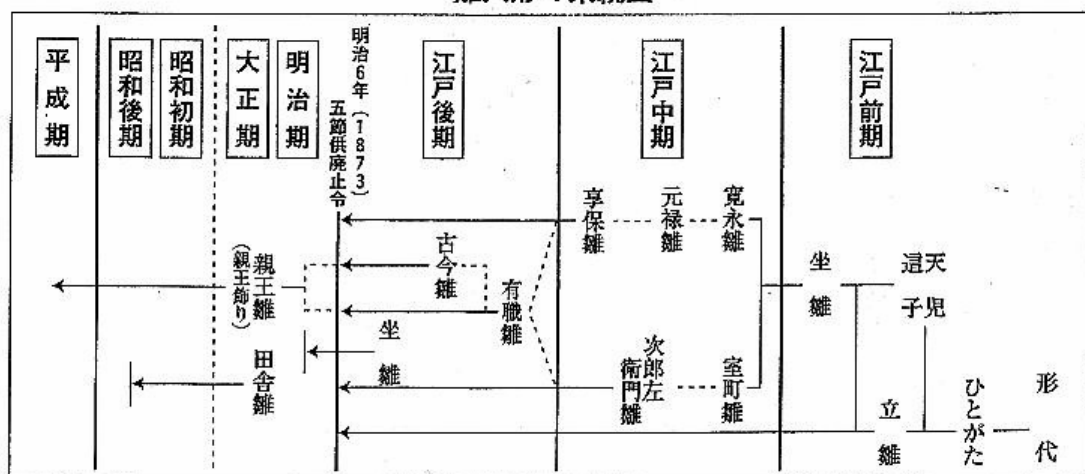 江戸前期
江戸中期
江戸後期
明治6年(1873)
五節供廃止令
明治期
大正期
昭和初期
昭和後期
平成期
形代
ひとがた
天児
這子
立雛
坐雛
寛永雛
元禄雛
享保雛
室町雛
次郎左
衛門雛
有職雛
古今雛
坐雛
親王雛
(親王飾り)
田舎雛